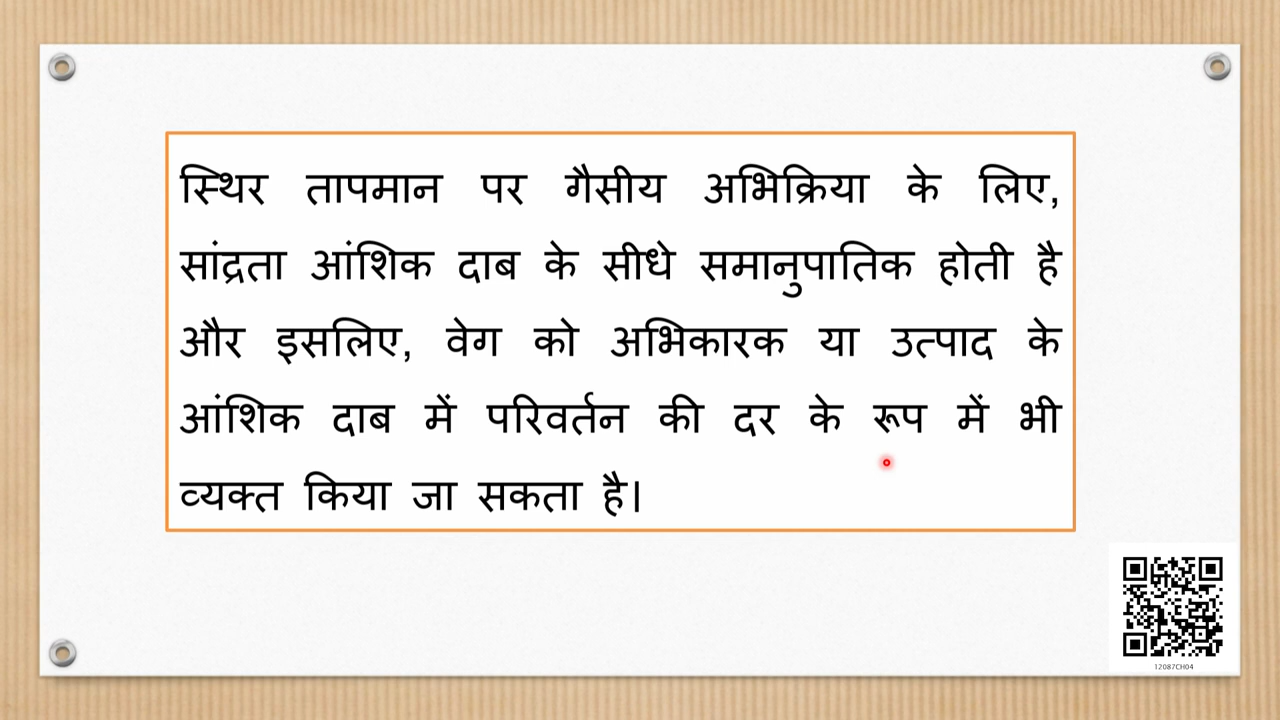 स्थिर तापमान पर गैसीय अभिक्रिया के लिए,
सांद्रता आंशिक दाब के सीधे समानुपातिक होती है
और इसलिए, वेग को अभिकारक या उत्पाद के
आंशिक दाब में परिवर्तन की दर के रूप में भी
व्यक्त किया जा सकता है।
12087CH04